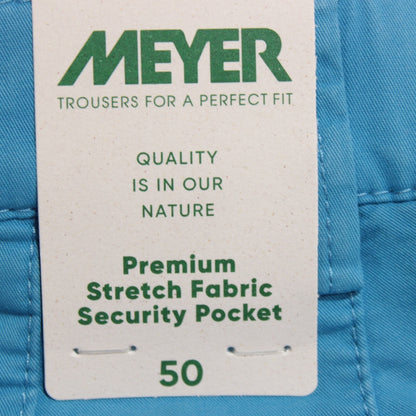 MEYER
TROUSERS FOR A PERFECT FIT
QUALITY
IS IN OUR
NATURE
Premium
Stretch Fabric
Security Pocket
50